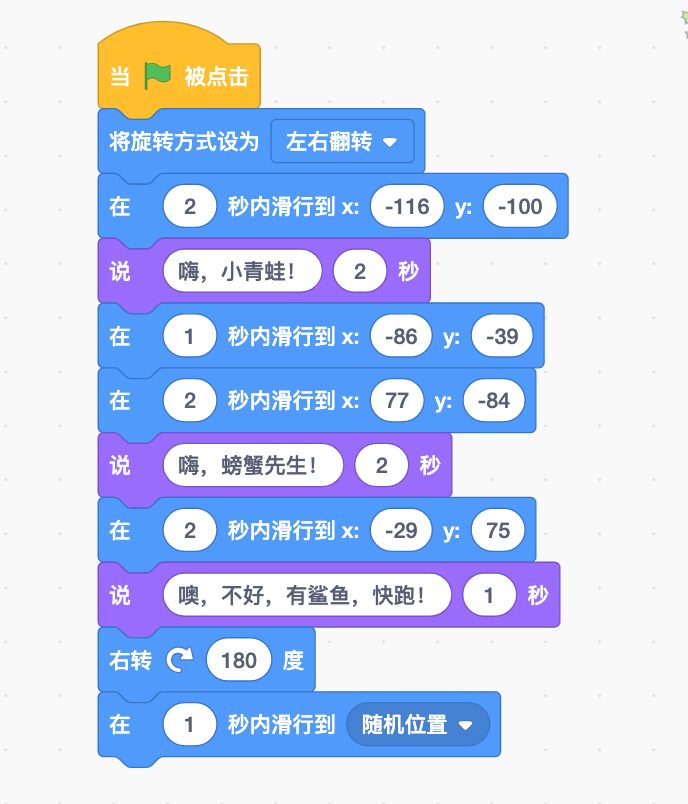 当 被点击
将旋转方式设为 左右翻转
在 2 秒内滑行到 x: -116 y: -100
说 嗨，小青蛙！ 2 秒
在 1 秒内滑行到 x: -86 y: -39
在 2 秒内滑行到 x: 77 y: -84
说 嗨，螃蟹先生！ 2 秒
在 2 秒内滑行到 x: -29 y: 75
说 噢，不好，有鲨鱼，快跑！ 1 秒
右转 180 度
在 1 秒内滑行到 随机位置